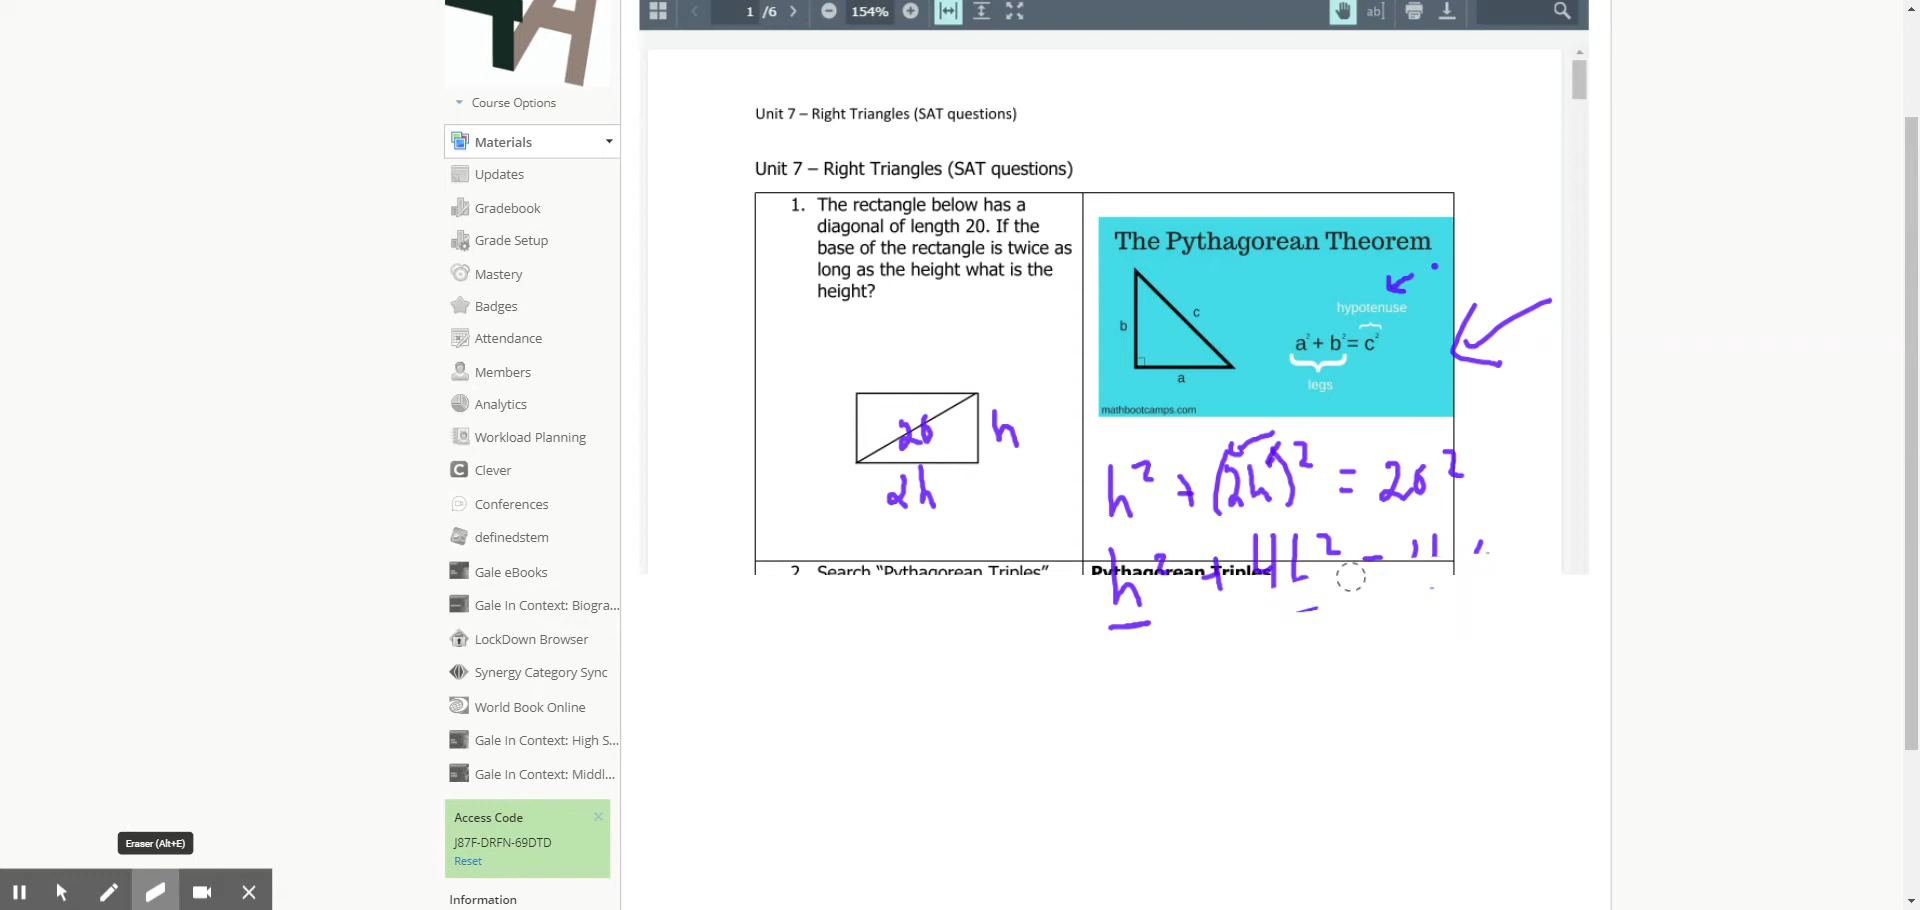 1 /6
154%
ab
Course Options
Materials
Updates
Gradebook
Grade Setup
Mastery
Badges
Attendance
Members
Analytics
Workload Planning
Clever
Conferences
definedstem
Gale eBooks
Gale In Context: Biogra...
LockDown Browser
Synergy Category Sync
World Book Online
Gale In Context: High S...
Gale In Context: Middl...
Access Code
J87F-DRFN-69DTD
Reset
Information
Eraser (Alt+E)
Unit 7 – Right Triangles (SAT questions)
Unit 7 – Right Triangles (SAT questions)
1. The rectangle below has a
diagonal of length 20. If the
base of the rectangle is twice as
long as the height what is the
height?
20
h
2h
The Pythagorean Theorem
b
c
a
hypotenuse
a² + b² = c²
legs
mathbootcamps.com
h² + (2h)² = 20²
h² +
2. Search “Pythagorean Triples”
Pythagorean Triples